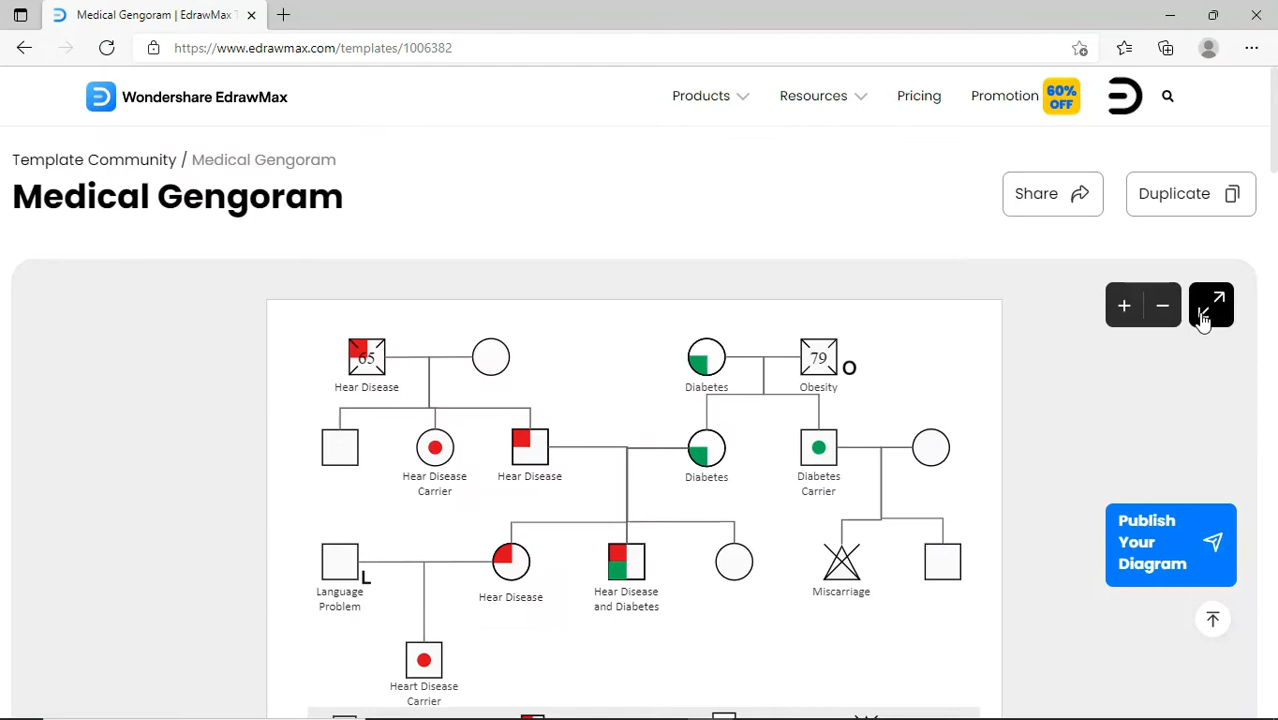 Medical Gengoram | EdrawMax T
https://www.edrawmax.com/templates/1006382
Wondershare EdrawMax
Products
Resources
Pricing
Promotion
60%
OFF
Template Community / Medical Gengoram
Medical Gengoram
Share
Duplicate
65
79
O
Hear Disease
Diabetes
Obesity
Hear Disease
Carrier
Hear Disease
Diabetes
Diabetes
Carrier
L
Language
Problem
Hear Disease
Hear Disease
and Diabetes
Miscarriage
Heart Disease
Carrier
Publish
Your
Diagram